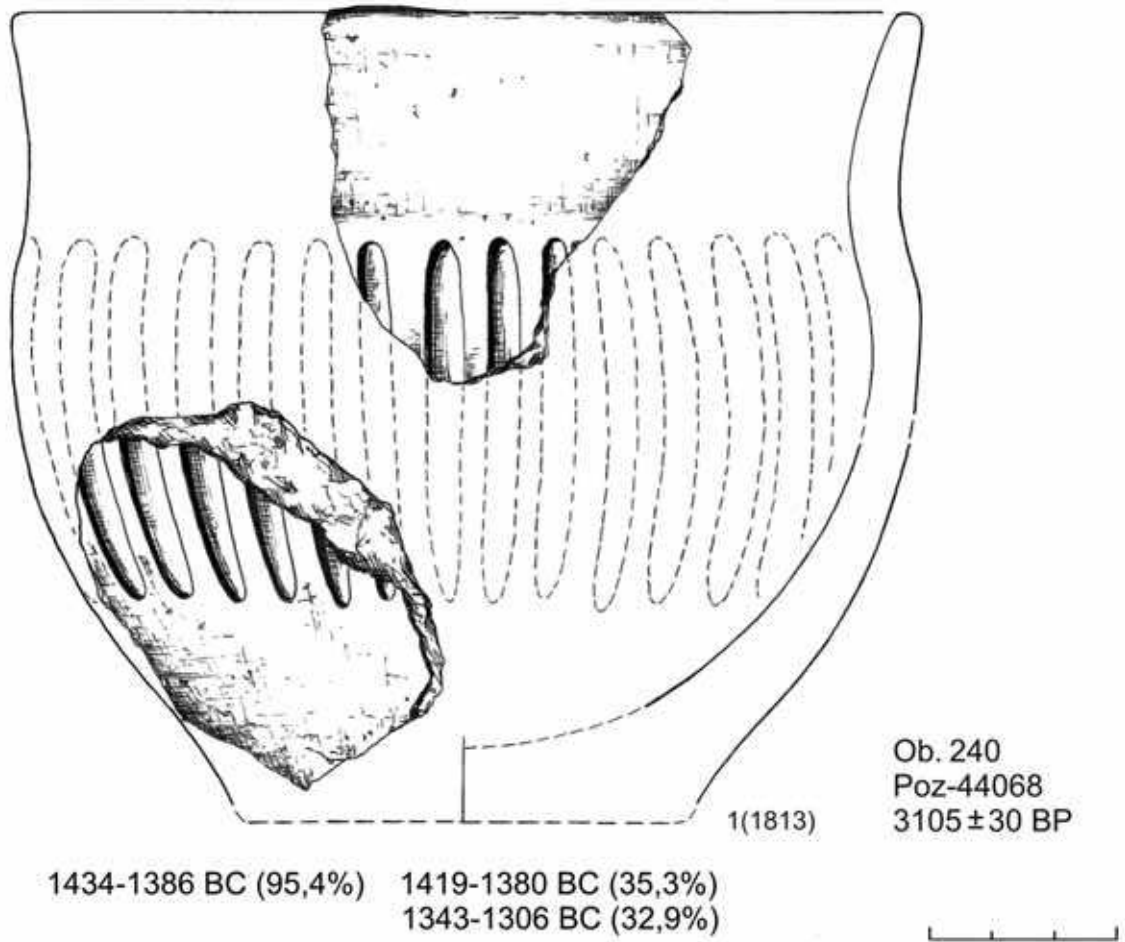 1(1813)
Ob. 240
Poz-44068
3105±30 BP
1434-1386 BC (95,4%)
1419-1380 BC (35,3%)
1343-1306 BC (32,9%)